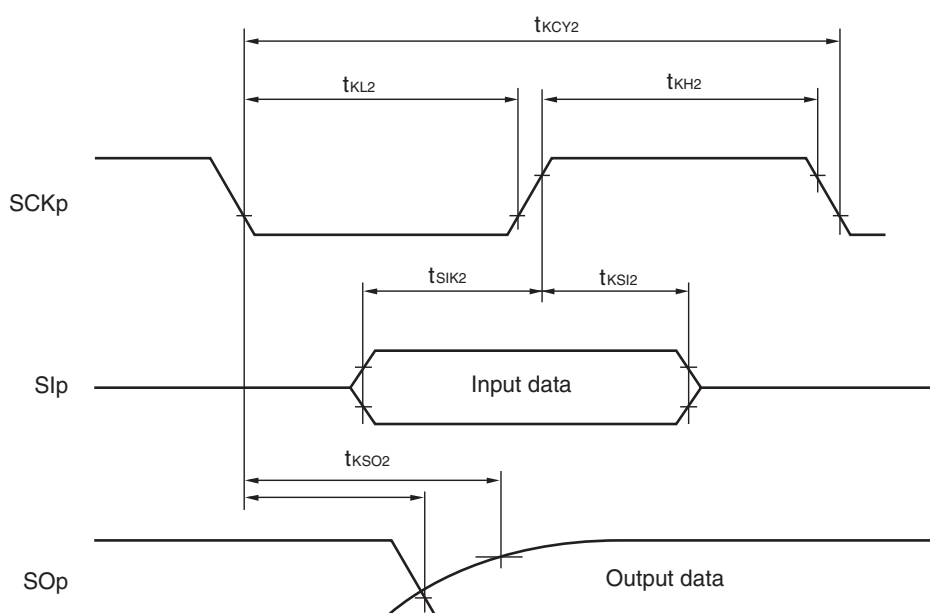 tKCY2
tKL2
tKH2
SCKp
tSIK2
tKSI2
SIp
Input data
tKSO2
SOp
Output data